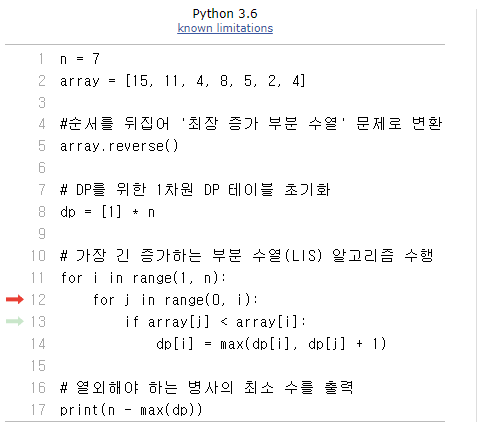 Python 3.6
known limitations
1 n = 7
2 array = [15, 11, 4, 8, 5, 2, 4]
3
4 #순서를 뒤집어 '최장 증가 부분 수열' 문제로 변환
5 array.reverse()
6
7 # DP를 위한 1차원 DP 테이블 초기화
8 dp = [1] * n
9
10 # 가장 긴 증가하는 부분 수열(LIS) 알고리즘 수행
11 for i in range(1, n):
12     for j in range(0, i):
13         if array[j] < array[i]:
14             dp[i] = max(dp[i], dp[j] + 1)
15
16 # 열외해야 하는 병사의 최소 수를 출력
17 print(n - max(dp))